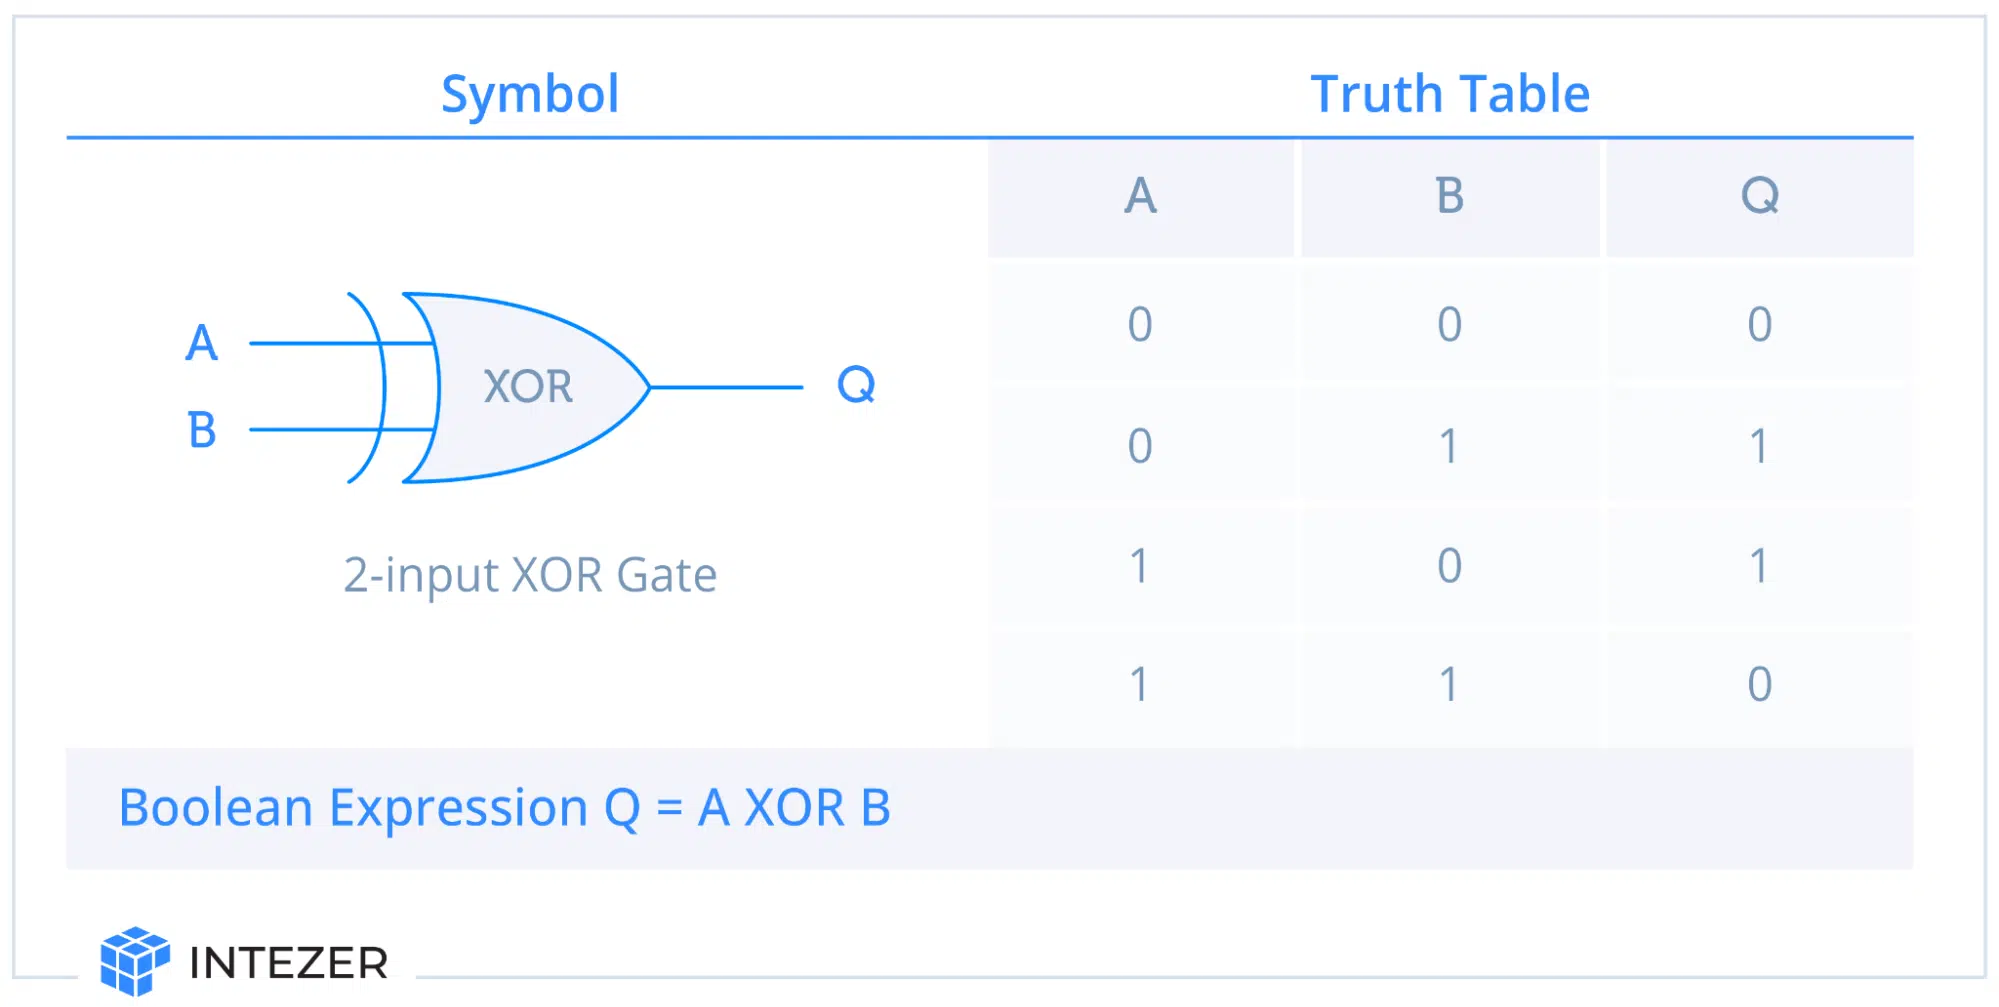 Symbol
Truth Table
A
B
XOR
Q
2-input XOR Gate
A B Q
0 0 0
0 1 1
1 0 1
1 1 0
Boolean Expression Q = A XOR B
INTEZER